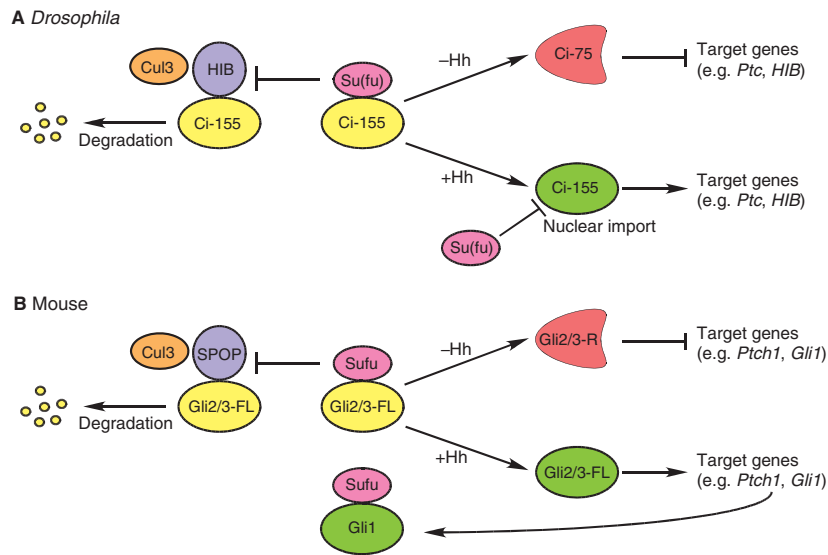 A Drosophila
Cul3
HIB
Ci-155
Degradation
Su(fu)
Ci-155
–Hh
+Hh
Ci-75
Target genes
(e.g. Ptc, HIB)
Ci-155
Target genes
(e.g. Ptc, HIB)
Nuclear import
Su(fu)
B Mouse
Cul3
SPOP
Gli2/3-FL
Degradation
Sufu
Gli2/3-FL
–Hh
+Hh
Gli2/3-R
Target genes
(e.g. Ptch1, Gli1)
Gli2/3-FL
Target genes
(e.g. Ptch1, Gli1)
Sufu
Gli1